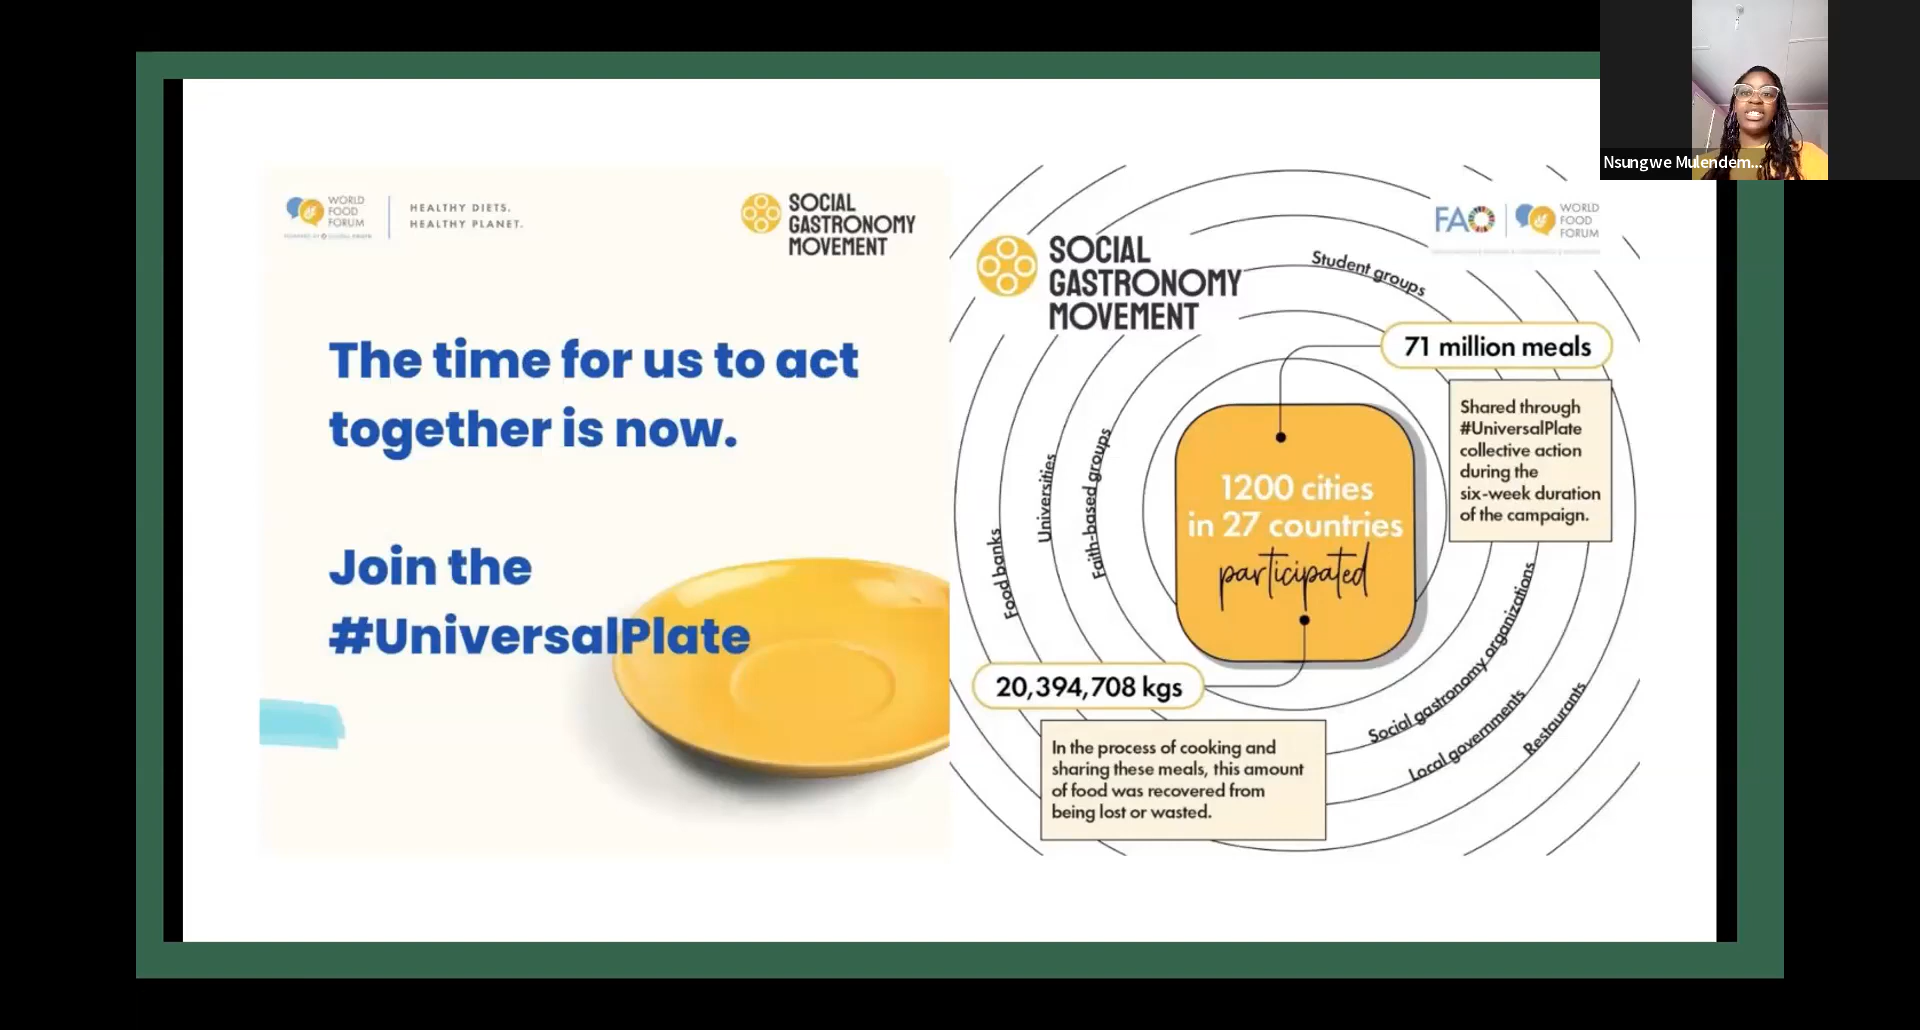 Nsungwe Mulendem...
WORLD
FOOD
FORUM
HEALTHY DIETS.
HEALTHY PLANET.
SOCIAL
GASTRONOMY
MOVEMENT
The time for us to act
together is now.
Join the
#UniversalPlate
SOCIAL
GASTRONOMY
MOVEMENT
FAO
WORLD
FOOD
FORUM
Student groups
71 million meals
Shared through
#UniversalPlate
collective action
during the
six-week duration
of the campaign.
1200 cities
in 27 countries
participated
Faith-based groups
Universities
Food banks
20,394,708 kgs
In the process of cooking and
sharing these meals, this amount
of food was recovered from
being lost or wasted.
Social gastronomy organizations
Local governments
Restaurants